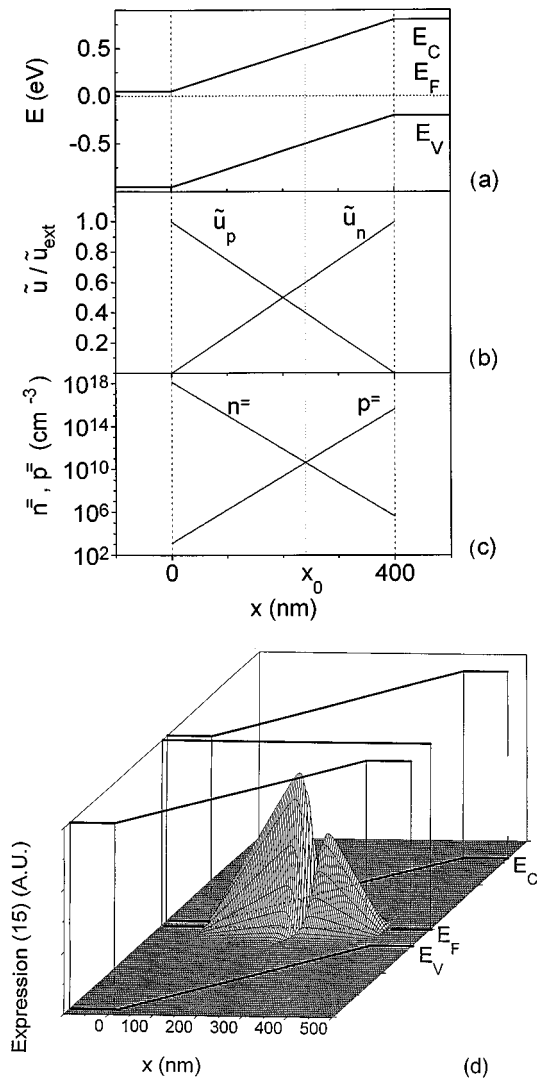 0.5
0.0
-0.5
E (eV)
E_C
E_F
E_V
(a)
1.0
0.8
0.6
0.4
0.2
ũ / ũ_ext
ũ_p
ũ_n
(b)
10^18
10^14
10^10
10^6
10^2
n⁼ , p⁼ (cm^-3)
n⁼
p⁼
(c)
0
x_0
400
x (nm)
Expression (15) (A.U.)
0
100
200
300
400
500
x (nm)
E_C
E_F
E_V
(d)